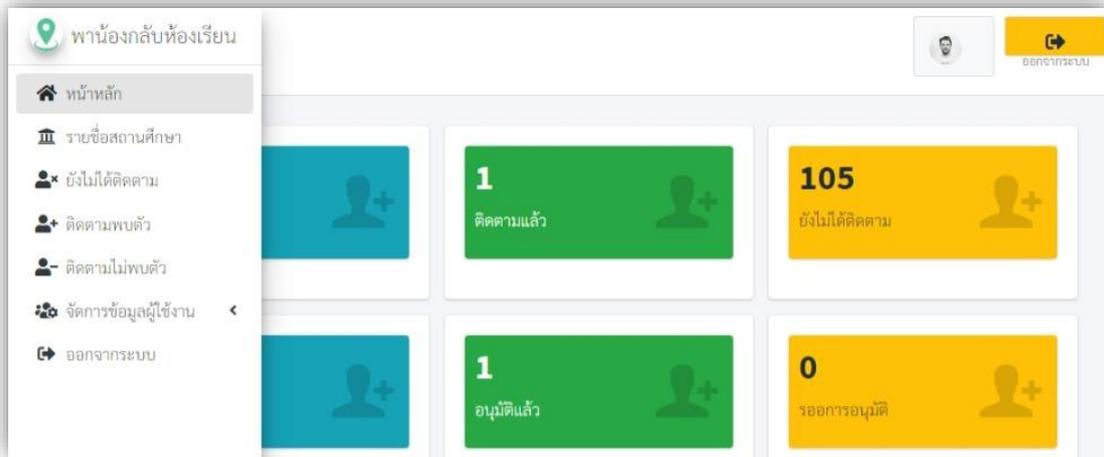 พาน้องกลับห้องเรียน
ออกจากระบบ
หน้าหลัก
รายชื่อสถานศึกษา
ยังไม่ได้ติดตาม
ติดตามพบตัว
ติดตามไม่พบตัว
จัดการข้อมูลผู้ใช้งาน
ออกจากระบบ
1
ติดตามแล้ว
105
ยังไม่ได้ติดตาม
1
อนุมัติแล้ว
0
รออการอนุมัติ